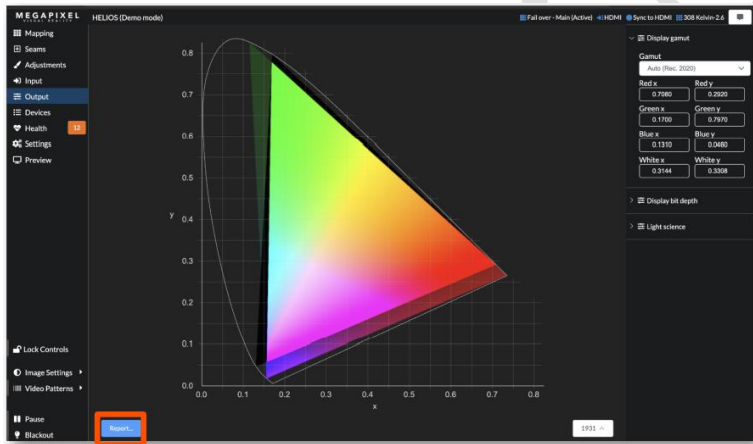 MEGAPIXEL
VISUAL REALITY
HELIOS (Demo mode)
Fail over - Main (Active) HDMI Sync to HDMI 308 Kelvin-2.6
Mapping
Seams
Adjustments
Input
Output
Devices
Health 12
Settings
Preview
Lock Controls
Image Settings
Video Patterns
Pause
Blackout
0.8
0.7
0.6
0.5
y 0.4
0.3
0.2
0.1
0.0
0.0 0.1 0.2 0.3 0.4 0.5 0.6 0.7 0.8
x
Report...
1931
Display gamut
Gamut
Auto (Rec. 2020)
Red x Red y
0.7080 0.2920
Green x Green y
0.1700 0.7970
Blue x Blue y
0.1310 0.0460
White x White y
0.3144 0.3308
Display bit depth
Light science